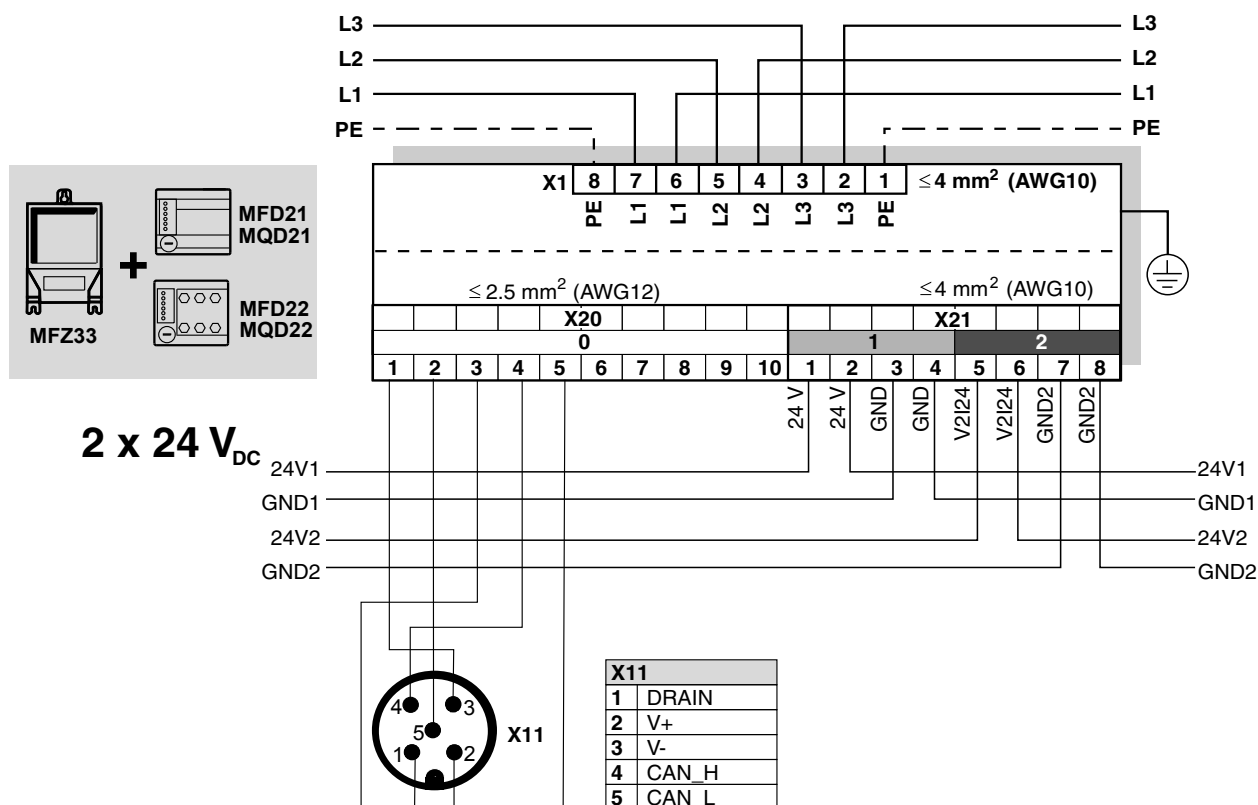 L3 L3
L2 L2
L1 L1
PE PE
X1 8 7 6 5 4 3 2 1 ≤ 4 mm² (AWG10)
PE L1 L1 L2 L2 L3 L3 PE
MFD21
MQD21
MFD22
MQD22
MFZ33
≤ 2.5 mm² (AWG12) ≤ 4 mm² (AWG10)
X20 X21
0 1 2
1 2 3 4 5 6 7 8 9 10 1 2 3 4 5 6 7 8
24 V 24 V GND GND V2I24 V2I24 GND2 GND2
2 x 24 VDC
24V1 24V1
GND1 GND1
24V2 24V2
GND2 GND2
4 3
5
1 2
X11
X11
1 DRAIN
2 V+
3 V-
4 CAN_H
5 CAN_L